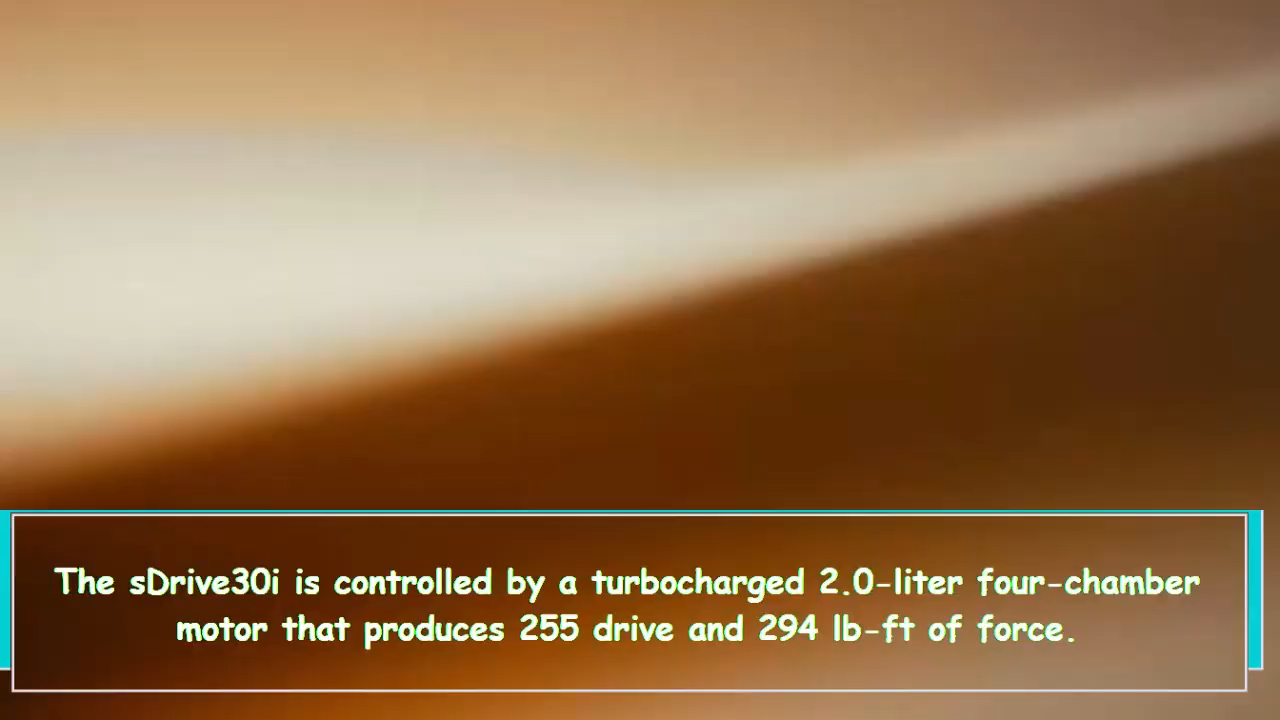 The sDrive30i is controlled by a turbocharged 2.0-liter four-chamber
motor that produces 255 drive and 294 lb-ft of force.